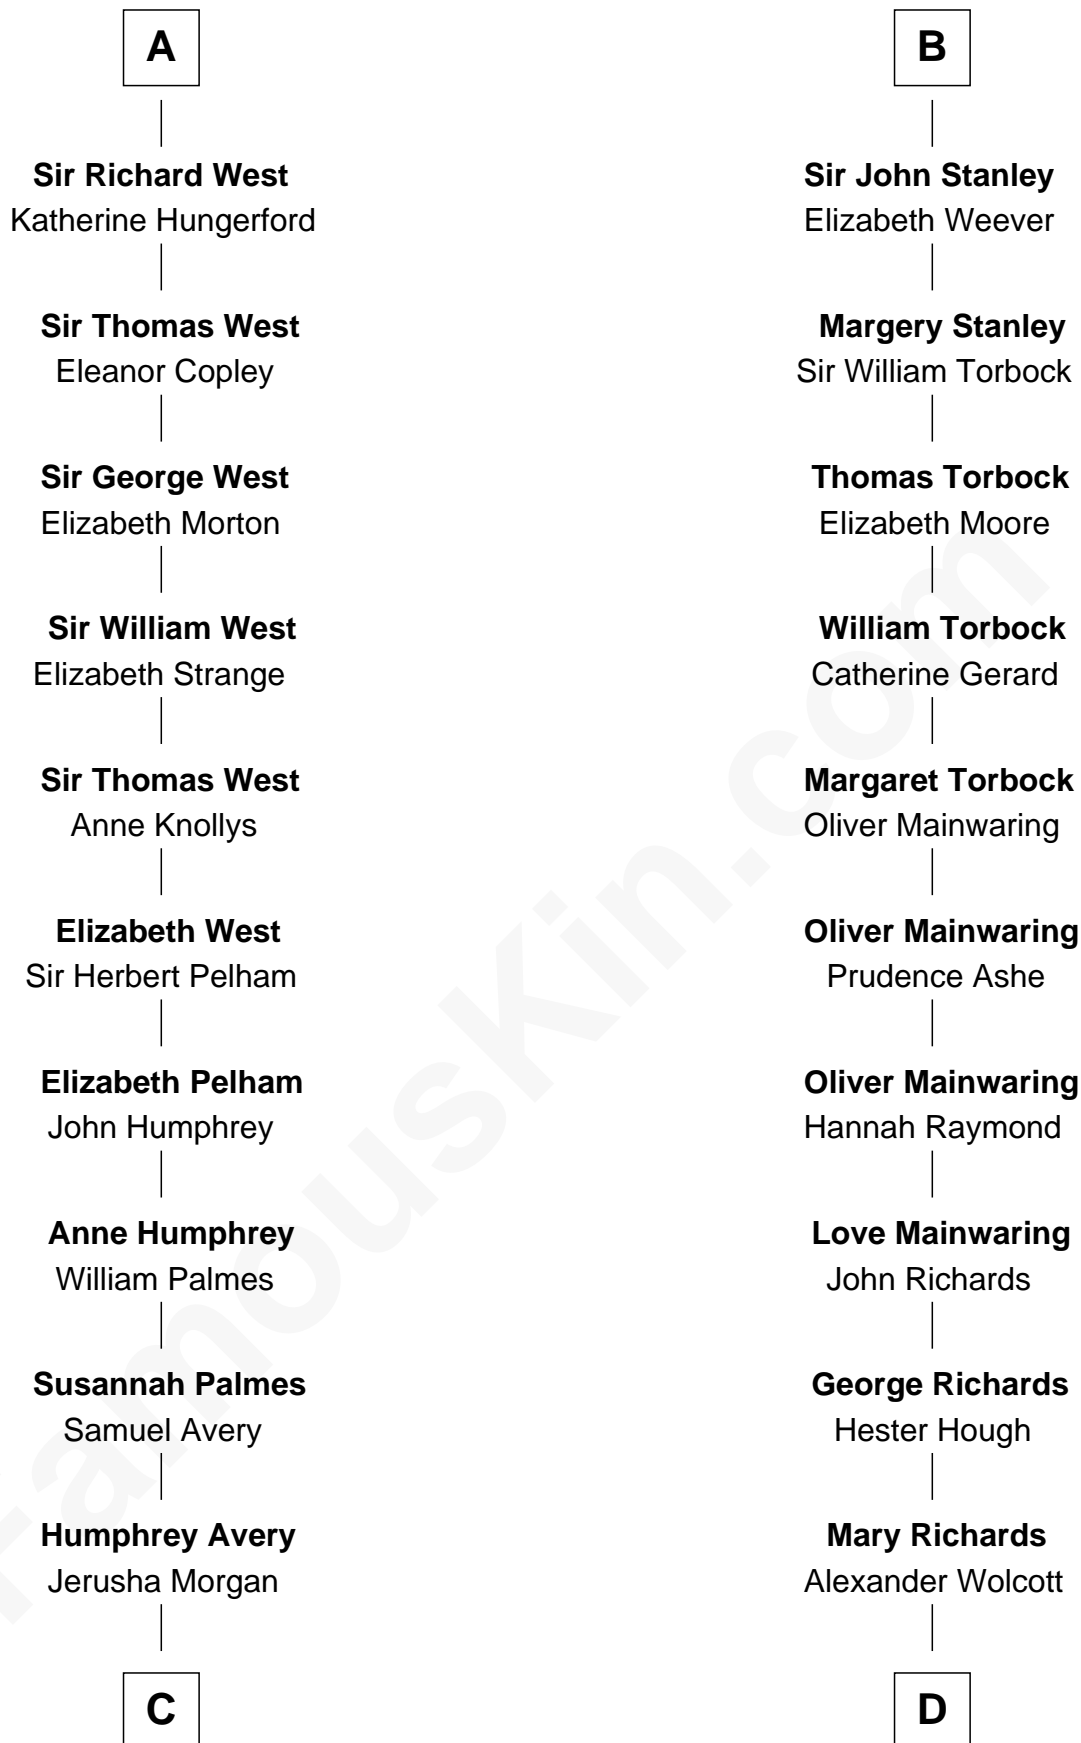 A
Sir Richard West
Katherine Hungerford
Sir Thomas West
Eleanor Copley
Sir George West
Elizabeth Morton
Sir William West
Elizabeth Strange
Sir Thomas West
Anne Knollys
Elizabeth West
Sir Herbert Pelham
Elizabeth Pelham
John Humphrey
Anne Humphrey
William Palmes
Susannah Palmes
Samuel Avery
Humphrey Avery
Jerusha Morgan
C
B
Sir John Stanley
Elizabeth Weever
Margery Stanley
Sir William Torbock
Thomas Torbock
Elizabeth Moore
William Torbock
Catherine Gerard
Margaret Torbock
Oliver Mainwaring
Oliver Mainwaring
Prudence Ashe
Oliver Mainwaring
Hannah Raymond
Love Mainwaring
John Richards
George Richards
Hester Hough
Mary Richards
Alexander Wolcott
D
FamousKin.com